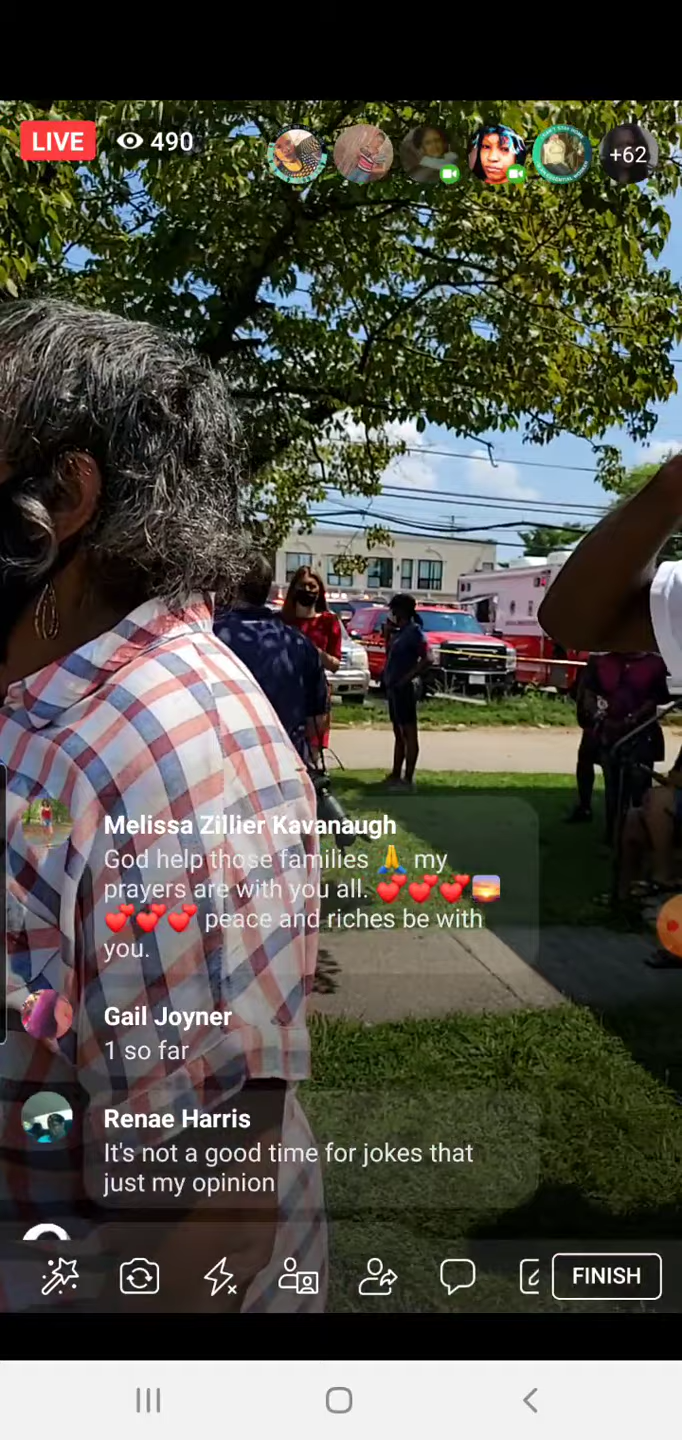 LIVE
490
+62
Melissa Zillier Kavanaugh
God help those families 🙏 my
prayers are with you all. 💕💕💕🌅
💕💕💕 peace and riches be with
you.
Gail Joyner
1 so far
Renae Harris
It's not a good time for jokes that
just my opinion
FINISH